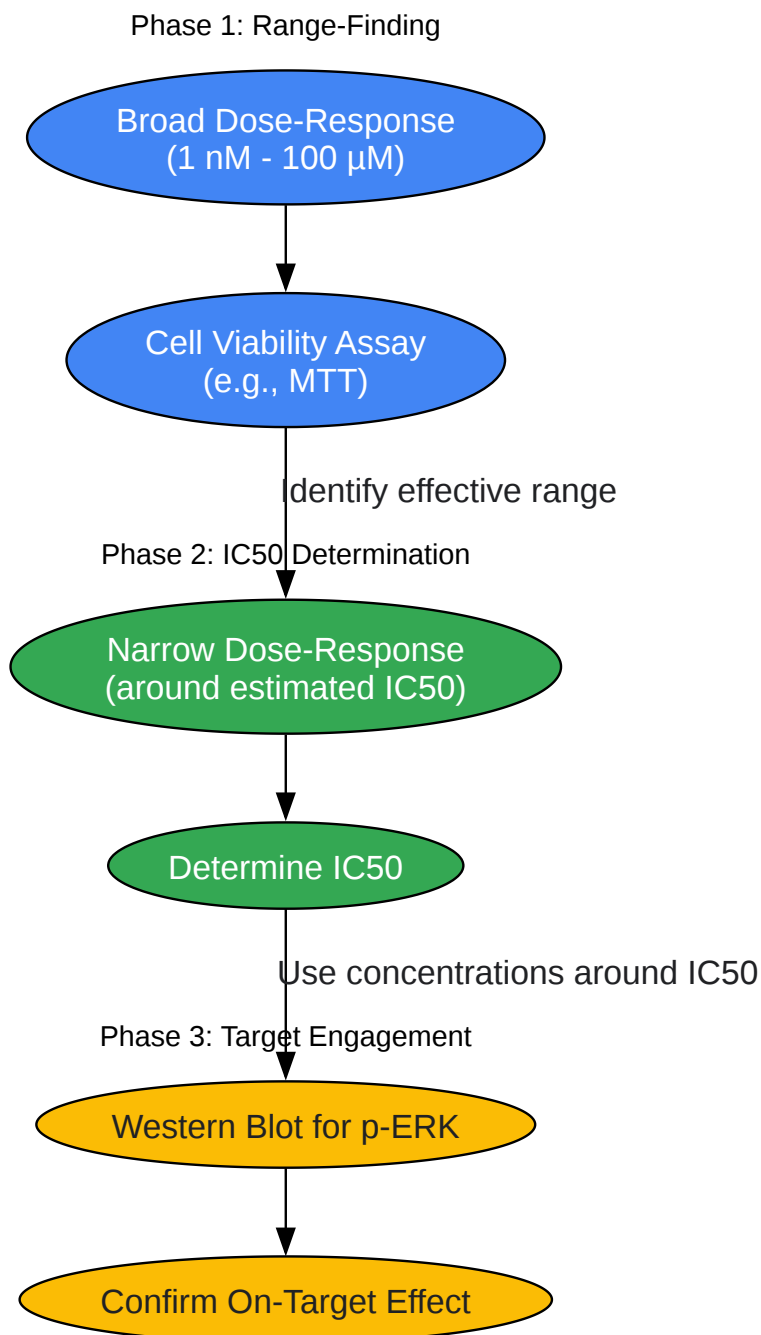 Phase 1: Range-Finding
Broad Dose-Response
(1 nM - 100 µM)
Cell Viability Assay
(e.g., MTT)
Identify effective range
Phase 2: IC50 Determination
Narrow Dose-Response
(around estimated IC50)
Determine IC50
Use concentrations around IC50
Phase 3: Target Engagement
Western Blot for p-ERK
Confirm On-Target Effect